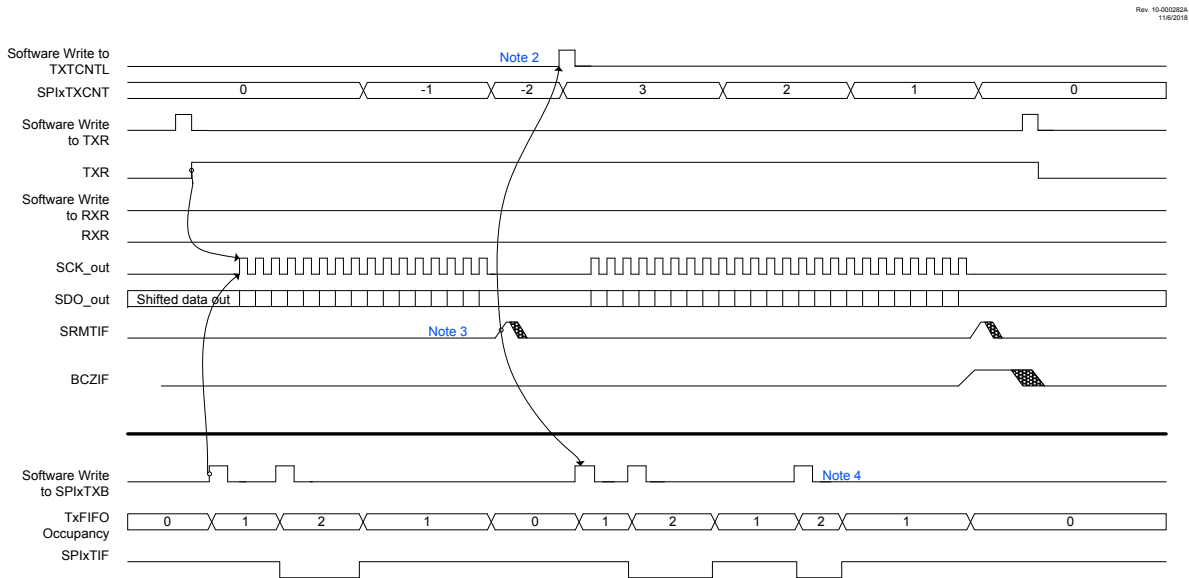 Rev. 10-000282A
11/6/2018
Software Write to
TXTCNTL
Note 2
SPIxTXCNT
0 -1 -2 3 2 1 0
Software Write
to TXR
TXR
Software Write
to RXR
RXR
SCK_out
SDO_out
Shifted data out
SRMTIF
Note 3
BCZIF
Software Write
to SPIxTXB
Note 4
TxFIFO
Occupancy
0 1 2 1 0 1 2 1 2 1 0
SPIxTIF